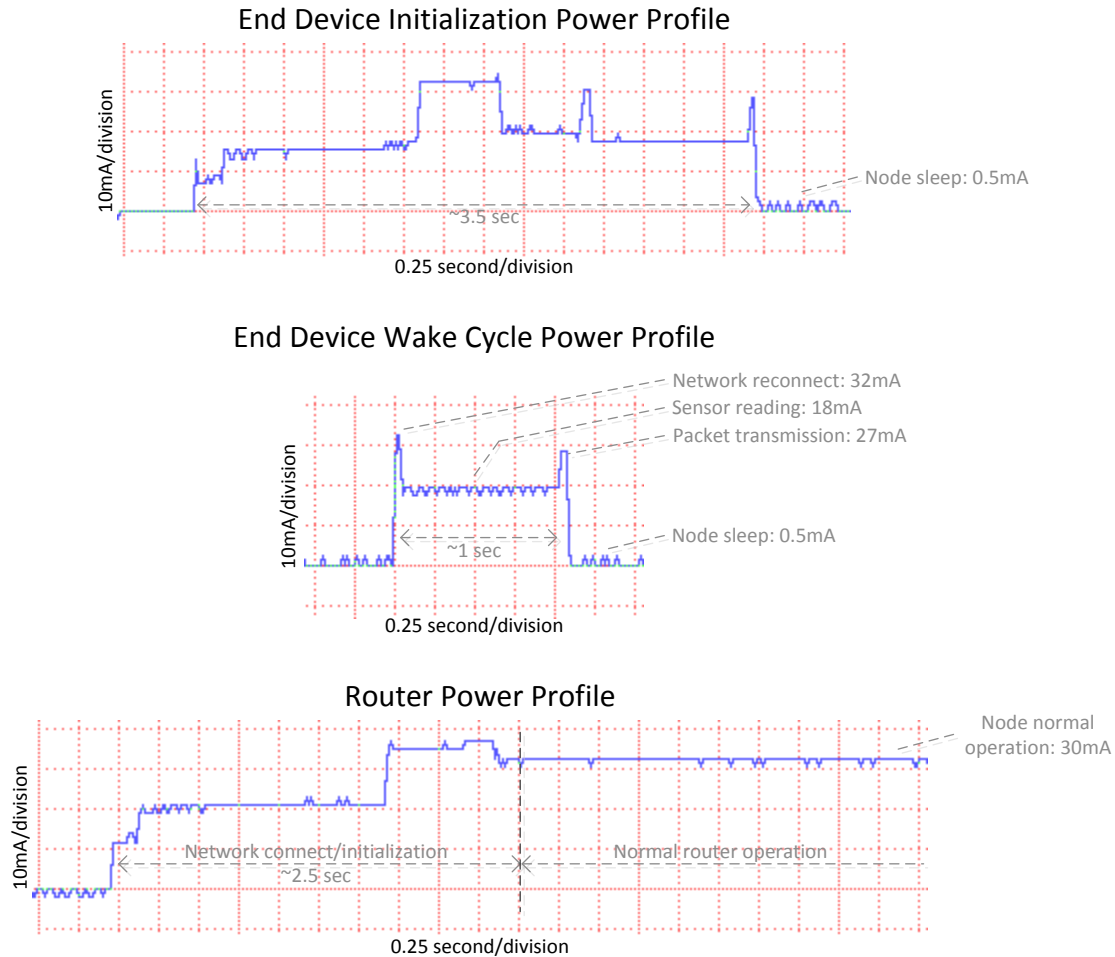 End Device Initialization Power Profile
10mA/division
Node sleep: 0.5mA
~3.5 sec
0.25 second/division
End Device Wake Cycle Power Profile
Network reconnect: 32mA
Sensor reading: 18mA
Packet transmission: 27mA
10mA/division
Node sleep: 0.5mA
~1 sec
0.25 second/division
Router Power Profile
Node normal
operation: 30mA
10mA/division
Network connect/initialization
Normal router operation
~2.5 sec
0.25 second/division